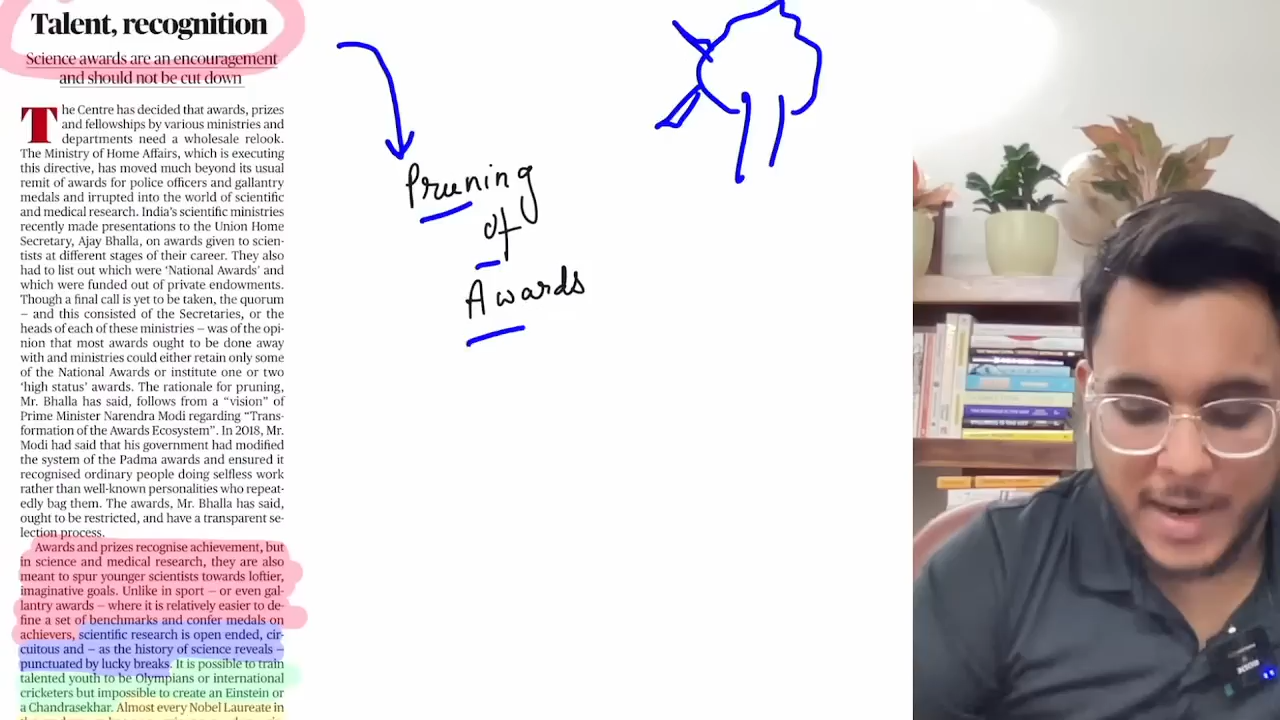 Talent, recognition
Science awards are an encouragement
and should not be cut down
The Centre has decided that awards, prizes
and fellowships by various ministries and
departments need a wholesale relook.
The Ministry of Home Affairs, which is executing
this directive, has moved much beyond its usual
remit of awards for police officers and gallantry
medals and irrupted into the world of scientific
and medical research. India's scientific ministries
recently made presentations to the Union Home
Secretary, Ajay Bhalla, on awards given to scien-
tists at different stages of their career. They also
had to list out which were 'National Awards' and
which were funded out of private endowments.
Though a final call is yet to be taken, the quorum
– and this consisted of the Secretaries, or the
heads of each of these ministries – was of the opi-
nion that most awards ought to be done away
with and ministries could either retain only some
of the National Awards or institute one or two
'high status' awards. The rationale for pruning,
Mr. Bhalla has said, follows from a "vision" of
Prime Minister Narendra Modi regarding "Trans-
formation of the Awards Ecosystem". In 2018, Mr.
Modi had said that his government had modified
the system of the Padma awards and ensured it
recognised ordinary people doing selfless work
rather than well-known personalities who repeat-
edly bag them. The awards, Mr. Bhalla has said,
ought to be restricted, and have a transparent se-
lection process.
Awards and prizes recognise achievement, but
in science and medical research, they are also
meant to spur younger scientists towards loftier,
imaginative goals. Unlike in sport – or even gal-
lantry awards – where it is relatively easier to de-
fine a set of benchmarks and confer medals on
achievers, scientific research is open ended, cir-
cuitous and – as the history of science reveals –
punctuated by lucky breaks. It is possible to train
talented youth to be Olympians or international
cricketers but impossible to create an Einstein or
a Chandrasekhar. Almost every Nobel Laureate in
Pruning
of
Awards